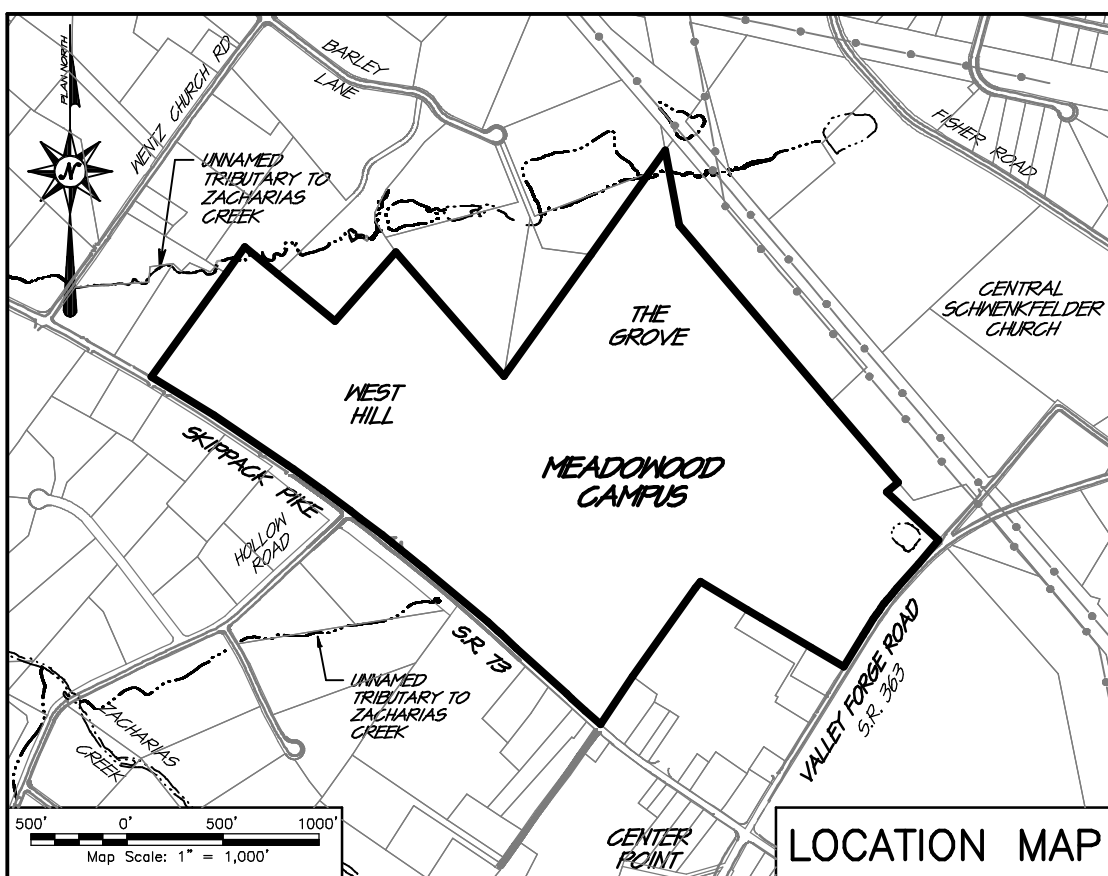 PLAN NORTH
N
WENTZ CHURCH RD
BARLEY
LANE
FISHER ROAD
UNNAMED
TRIBUTARY TO
ZACHARIAS
CREEK
CENTRAL
SCHWENKFELDER
CHURCH
THE
GROVE
WEST
HILL
MEADOWOOD
CAMPUS
SKIPPACK PIKE
HOLLOW
ROAD
S.R. 73
UNNAMED
TRIBUTARY TO
ZACHARIAS
CREEK
VALLEY FORGE ROAD
S.R. 363
ZACHARIAS
CREEK
CENTER
POINT
500' 0' 500' 1000'
Map Scale: 1" = 1,000'
LOCATION MAP